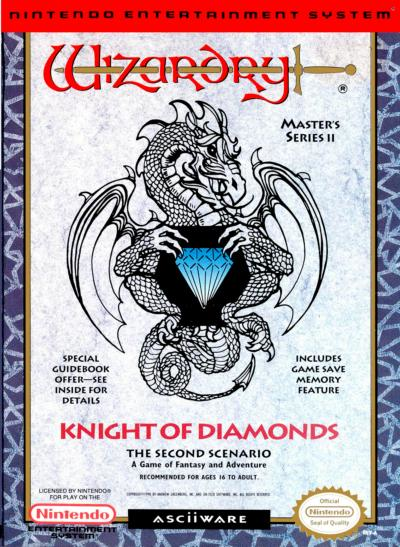 NINTENDO ENTERTAINMENT SYSTEM
Wizardry
®
MASTER'S
SERIES II
SPECIAL
GUIDEBOOK
OFFER—SEE
INSIDE FOR
DETAILS
INCLUDES
GAME SAVE
MEMORY
FEATURE
KNIGHT OF DIAMONDS
THE SECOND SCENARIO
A Game of Fantasy and Adventure
RECOMMENDED FOR AGES 16 TO ADULT.
LICENSED BY NINTENDO®
FOR PLAY ON THE
Nintendo
ENTERTAINMENT
SYSTEM®
ASCiiWARE
Official
Nintendo
Seal of Quality